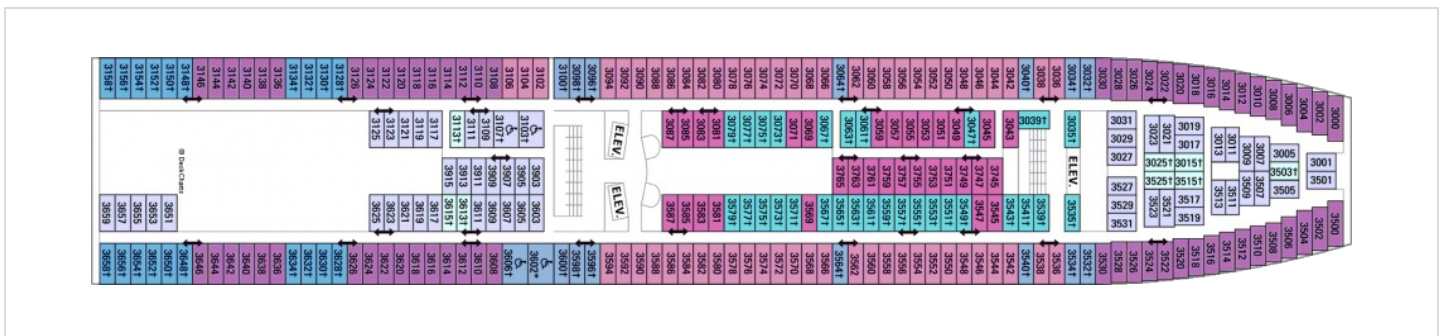 3158† 3156† 3154† 3152† 3150† 3148† 3146 3144 3142 3140 3138 3136 3134† 3132† 3130† 3128† 3126 3124 3122 3120 3118 3116 3114 3112 3110 3108 3106 3104 3102 3100† 3098† 3096† 3094 3092 3090 3088 3086 3084 3082 3080 3078 3076 3074 3072 3070 3068 3066 3064† 3062 3060 3058 3056 3054 3052 3050 3048 3046 3044 3042 3040† 3038 3036 3034† 3032† 3030 3028 3026 3024 3022 3020 3018 3016 3014 3012 3010 3008 3006 3004 3002 3000
3125 3123 3121 3119 3117 3113† 3111 3109 3107† 3103† ELEV. 3087 3085 3083 3081 3079† 3077† 3075† 3073† 3071 3069 3067† 3063† 3061† 3059 3057 3055 3053 3051 3049 3047† 3045 3043 3039† 3035† 3031 3029 3027 3023 3021 3019 3017 3013 3011 3009 3007 3005 3001
© DeckChams
3915 3913 3911 3909 3907 3905 3903 3765 3763 3761 3759 3757 3755 3753 3751 3749 3747 3745 ELEV. 3025† 3015† 3503†
3659 3657 3655 3653 3651 3625 3623 3621 3619 3617 3615† 3613† 3611 3609 3607 3605 3603 ELEV. 3587 3585 3583 3581 3579† 3577† 3575† 3573† 3571† 3569 3567† 3565† 3563† 3561† 3559† 3557† 3555† 3553† 3551† 3549† 3547 3545 3543† 3541† 3539† 3535† 3527 3529 3531 3525† 3523 3521 3515† 3517 3519 3513 3511 3509 3507 3505 3501
3658† 3656† 3654† 3652† 3650† 3648† 3646 3644 3642 3640 3638 3636 3634† 3632† 3630† 3628† 3626 3624 3622 3620 3618 3616 3614 3612 3610 3608 3606† 3602* 3600† 3598† 3596† 3594 3592 3590 3588 3586 3584 3582 3580 3578 3576 3574 3572 3570 3568 3566 3564† 3562 3560 3558 3556 3554 3552 3550 3548 3546 3544 3542 3540† 3538 3536 3534† 3532† 3530 3528 3526 3524 3522 3520 3518 3516 3514 3512 3510 3508 3506 3504 3502 3500